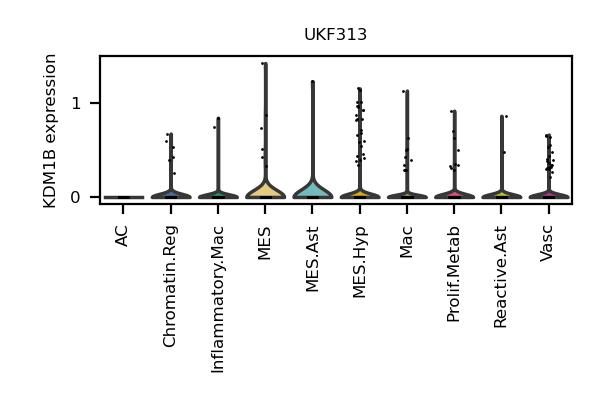 UKF313
KDM1B expression
1
0
AC
Chromatin.Reg
Inflammatory.Mac
MES
MES.Ast
MES.Hyp
Mac
Prolif.Metab
Reactive.Ast
Vasc